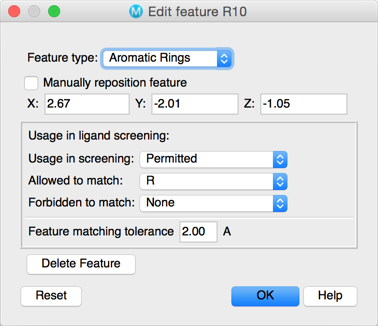 Edit feature R10
Feature type: Aromatic Rings
Manually reposition feature
X: 2.67 Y: -2.01 Z: -1.05
Usage in ligand screening:
Usage in screening: Permitted
Allowed to match: R
Forbidden to match: None
Feature matching tolerance 2.00 A
Delete Feature
Reset OK Help